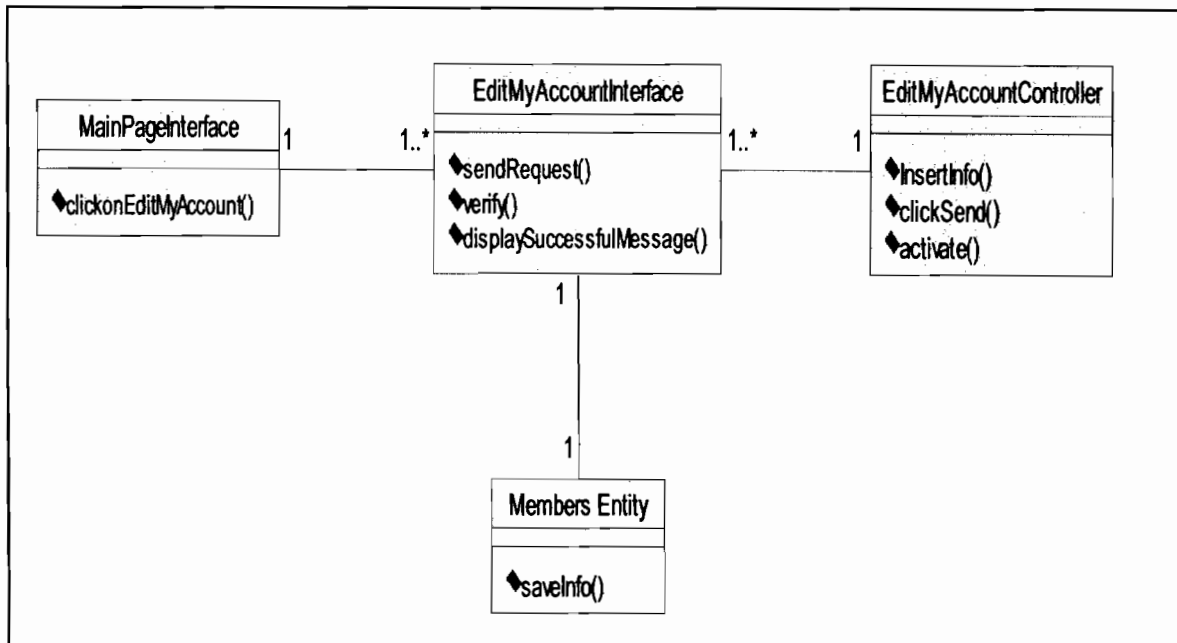 MainPageInterface
clickonEditMyAccount()
1
1..*
EditMyAccountInterface
sendRequest()
verify()
displaySuccessfulMessage()
1..*
1
EditMyAccountController
InsertInfo()
clickSend()
activate()
1
1
Members Entity
saveInfo()